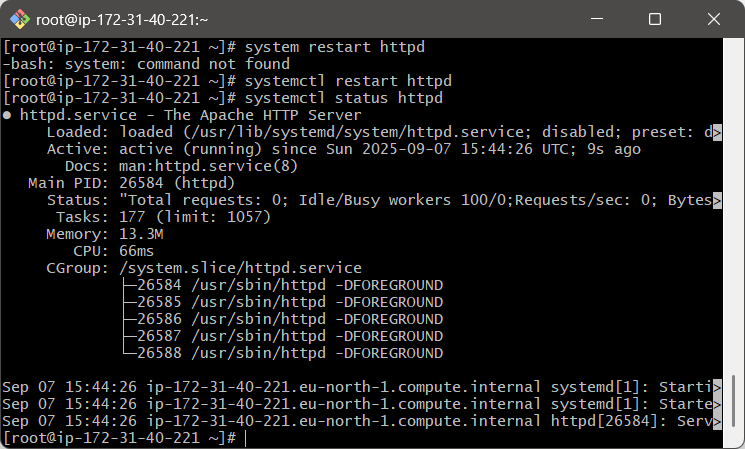 root@ip-172-31-40-221:~
[root@ip-172-31-40-221 ~]# system restart httpd
-bash: system: command not found
[root@ip-172-31-40-221 ~]# systemctl restart httpd
[root@ip-172-31-40-221 ~]# systemctl status httpd
● httpd.service - The Apache HTTP Server
     Loaded: loaded (/usr/lib/systemd/system/httpd.service; disabled; preset: d>
     Active: active (running) since Sun 2025-09-07 15:44:26 UTC; 9s ago
       Docs: man:httpd.service(8)
   Main PID: 26584 (httpd)
     Status: "Total requests: 0; Idle/Busy workers 100/0;Requests/sec: 0; Bytes>
      Tasks: 177 (limit: 1057)
     Memory: 13.3M
        CPU: 66ms
     CGroup: /system.slice/httpd.service
             ├─26584 /usr/sbin/httpd -DFOREGROUND
             ├─26585 /usr/sbin/httpd -DFOREGROUND
             ├─26586 /usr/sbin/httpd -DFOREGROUND
             ├─26587 /usr/sbin/httpd -DFOREGROUND
             └─26588 /usr/sbin/httpd -DFOREGROUND
Sep 07 15:44:26 ip-172-31-40-221.eu-north-1.compute.internal systemd[1]: Starti>
Sep 07 15:44:26 ip-172-31-40-221.eu-north-1.compute.internal systemd[1]: Starte>
Sep 07 15:44:26 ip-172-31-40-221.eu-north-1.compute.internal httpd[26584]: Serv>
[root@ip-172-31-40-221 ~]#